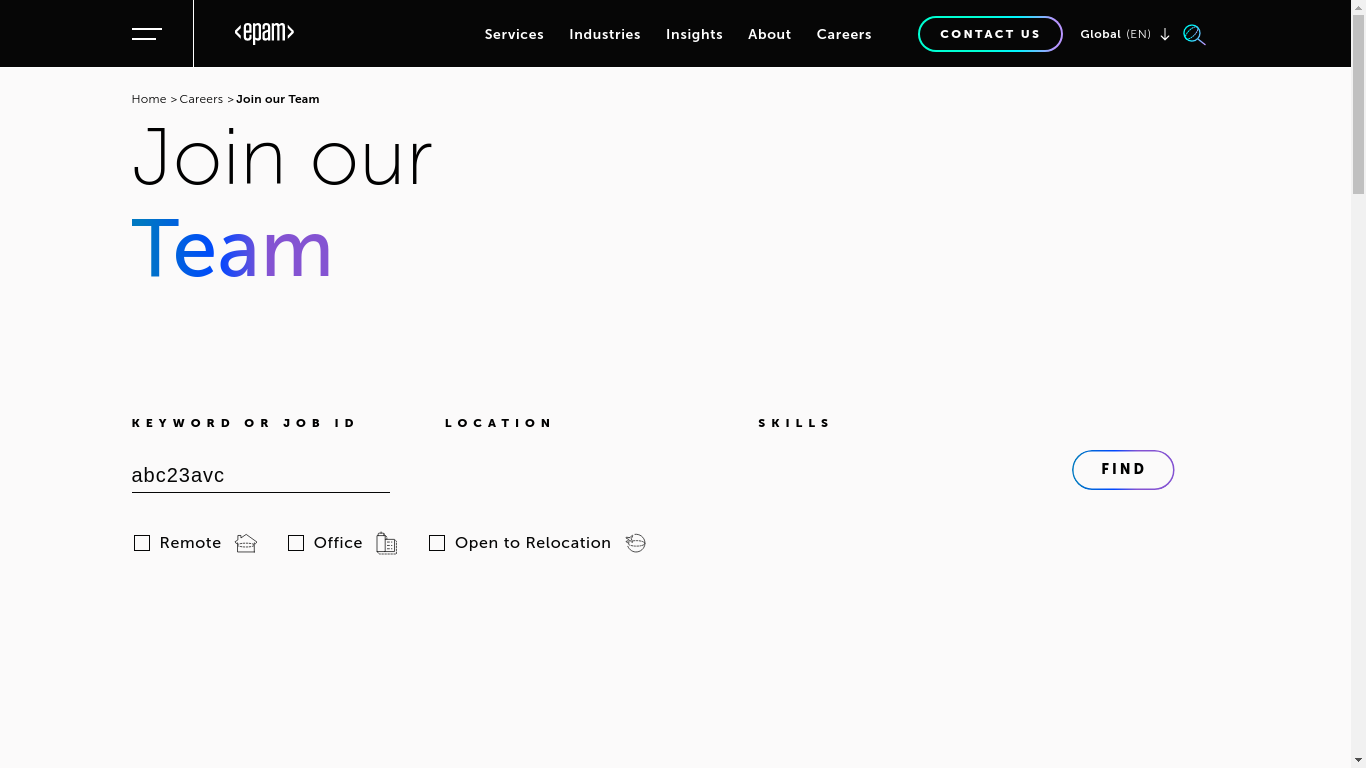 <epam>
Services Industries Insights About Careers CONTACT US Global (EN)
Home > Careers > Join our Team
Join our
Team
KEYWORD OR JOB ID LOCATION SKILLS
abc23avc FIND
Remote Office Open to Relocation